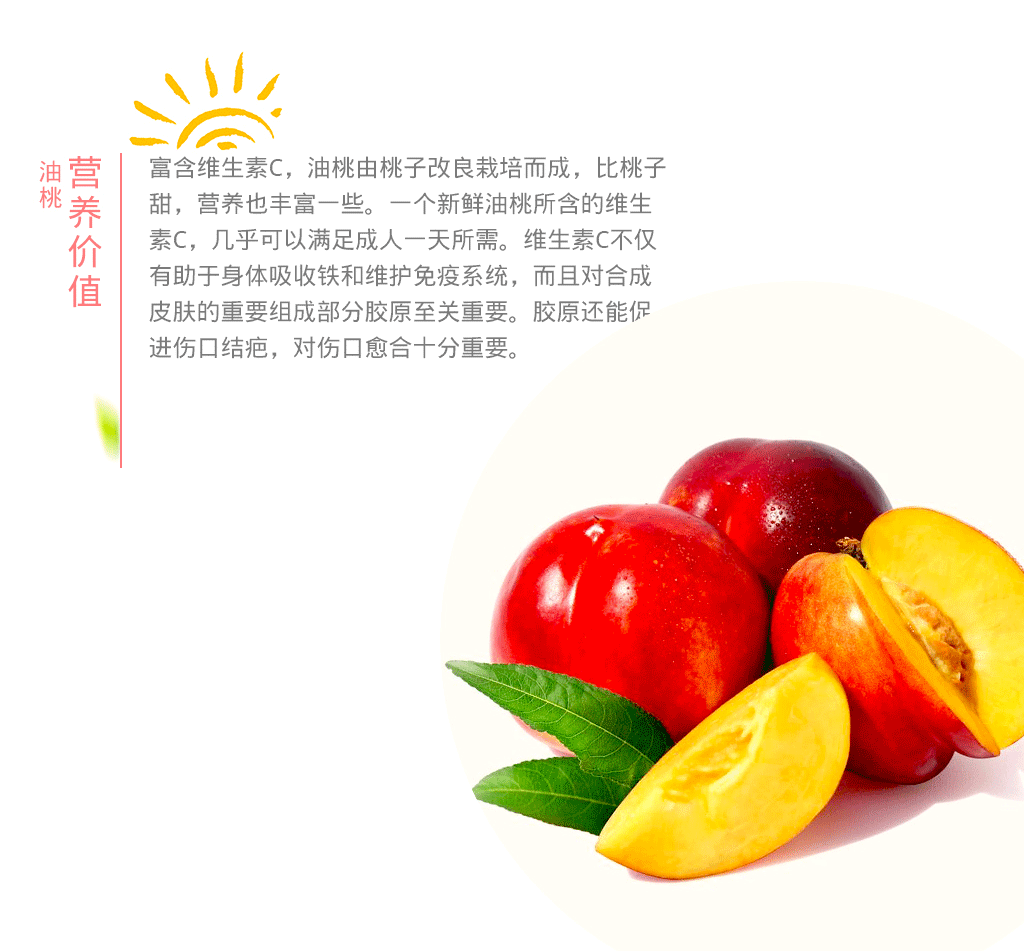 油桃
营养价值
富含维生素C，油桃由桃子改良栽培而成，比桃子
甜，营养也丰富一些。一个新鲜油桃所含的维生
素C，几乎可以满足成人一天所需。维生素C不仅
有助于身体吸收铁和维护免疫系统，而且对合成
皮肤的重要组成部分胶原至关重要。胶原还能促
进伤口结疤，对伤口愈合十分重要。